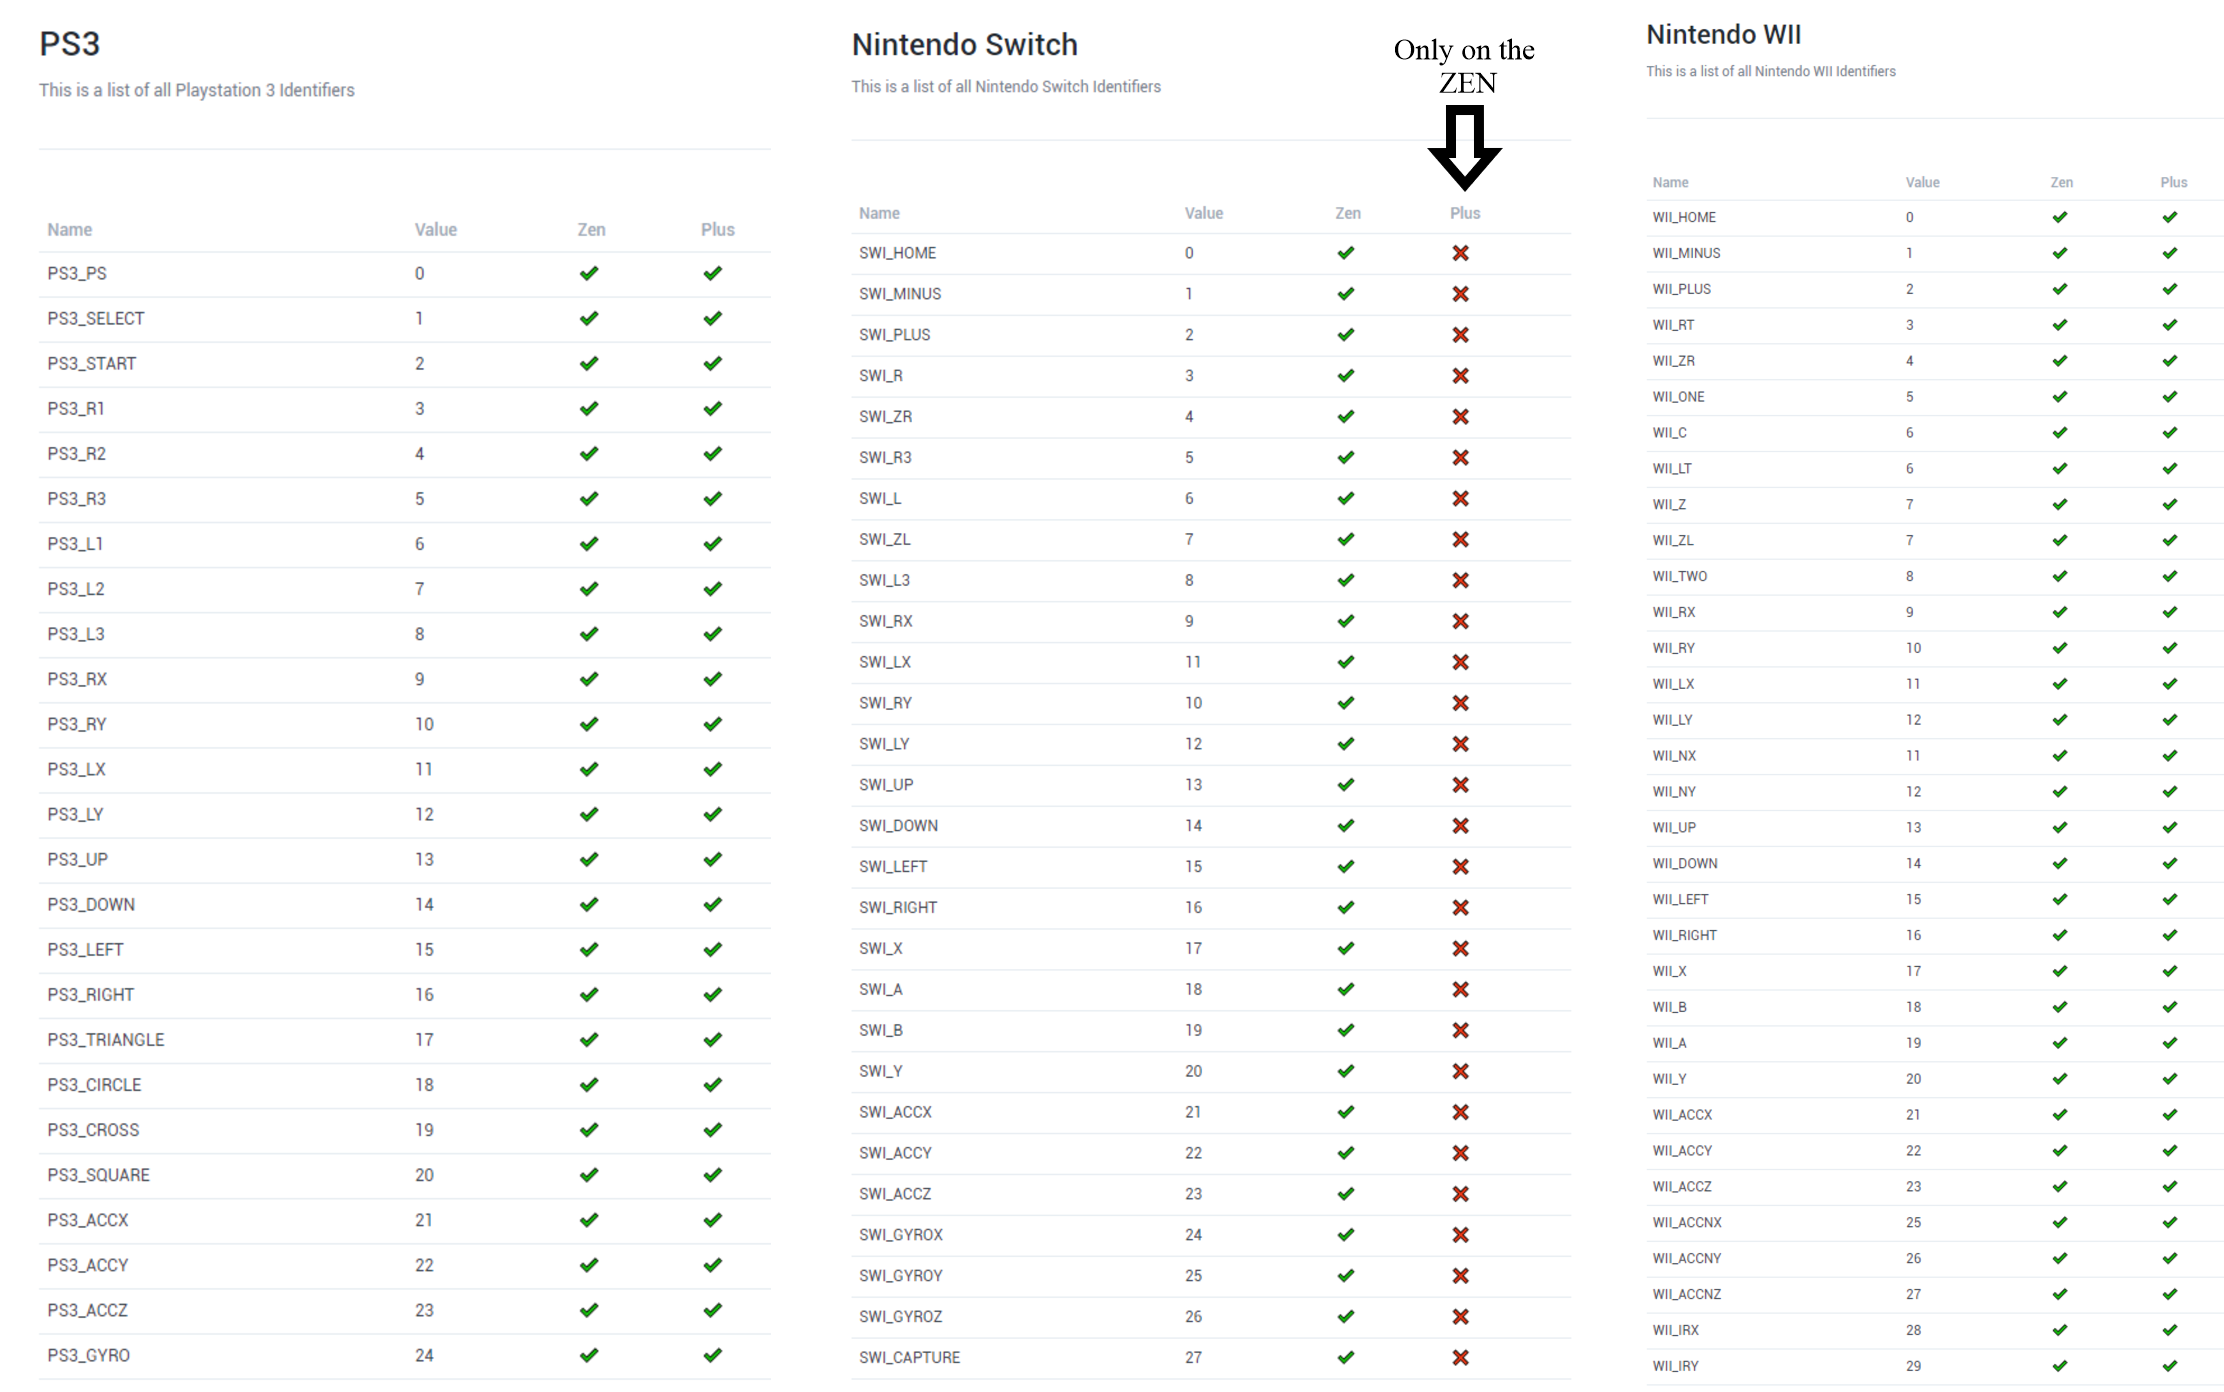 PS3
This is a list of all Playstation 3 Identifiers
Name Value Zen Plus
PS3_PS 0
PS3_SELECT 1
PS3_START 2
PS3_R1 3
PS3_R2 4
PS3_R3 5
PS3_L1 6
PS3_L2 7
PS3_L3 8
PS3_RX 9
PS3_RY 10
PS3_LX 11
PS3_LY 12
PS3_UP 13
PS3_DOWN 14
PS3_LEFT 15
PS3_RIGHT 16
PS3_TRIANGLE 17
PS3_CIRCLE 18
PS3_CROSS 19
PS3_SQUARE 20
PS3_ACCX 21
PS3_ACCY 22
PS3_ACCZ 23
PS3_GYRO 24
Nintendo Switch
This is a list of all Nintendo Switch Identifiers
Only on the
ZEN
Name Value Zen Plus
SWI_HOME 0
SWI_MINUS 1
SWI_PLUS 2
SWI_R 3
SWI_ZR 4
SWI_R3 5
SWI_L 6
SWI_ZL 7
SWI_L3 8
SWI_RX 9
SWI_LX 11
SWI_RY 10
SWI_LY 12
SWI_UP 13
SWI_DOWN 14
SWI_LEFT 15
SWI_RIGHT 16
SWI_X 17
SWI_A 18
SWI_B 19
SWI_Y 20
SWI_ACCX 21
SWI_ACCY 22
SWI_ACCZ 23
SWI_GYROX 24
SWI_GYROY 25
SWI_GYROZ 26
SWI_CAPTURE 27
Nintendo WII
This is a list of all Nintendo WII Identifiers
Name Value Zen Plus
WII_HOME 0
WII_MINUS 1
WII_PLUS 2
WII_RT 3
WII_ZR 4
WII_ONE 5
WII_C 6
WII_LT 6
WII_Z 7
WII_ZL 7
WII_TWO 8
WII_RX 9
WII_RY 10
WII_LX 11
WII_LY 12
WII_NX 11
WII_NY 12
WII_UP 13
WII_DOWN 14
WII_LEFT 15
WII_RIGHT 16
WII_X 17
WII_B 18
WII_A 19
WII_Y 20
WII_ACCX 21
WII_ACCY 22
WII_ACCZ 23
WII_ACCNX 25
WII_ACCNY 26
WII_ACCNZ 27
WII_IRX 28
WII_IRY 29